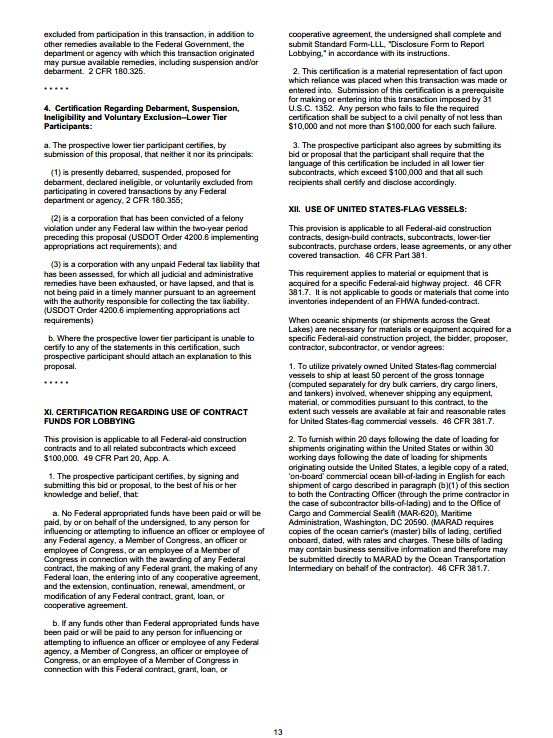 excluded from participation in this transaction, in addition to
other remedies available to the Federal Government, the
department or agency with which this transaction originated
may pursue available remedies, including suspension and/or
debarment.  2 CFR 180.325.
* * * * *
4.  Certification Regarding Debarment, Suspension,
Ineligibility and Voluntary Exclusion--Lower Tier
Participants:
a. The prospective lower tier participant certifies, by
submission of this proposal, that neither it nor its principals:
(1) is presently debarred, suspended, proposed for
debarment, declared ineligible, or voluntarily excluded from
participating in covered transactions by any Federal
department or agency, 2 CFR 180.355;
(2) is a corporation that has been convicted of a felony
violation under any Federal law within the two-year period
preceding this proposal (USDOT Order 4200.6 implementing
appropriations act requirements); and
(3) is a corporation with any unpaid Federal tax liability that
has been assessed, for which all judicial and administrative
remedies have been exhausted, or have lapsed, and that is
not being paid in a timely manner pursuant to an agreement
with the authority responsible for collecting the tax liability.
(USDOT Order 4200.6 implementing appropriations act
requirements)
b. Where the prospective lower tier participant is unable to
certify to any of the statements in this certification, such
prospective participant should attach an explanation to this
proposal.
* * * * *
XI. CERTIFICATION REGARDING USE OF CONTRACT
FUNDS FOR LOBBYING
This provision is applicable to all Federal-aid construction
contracts and to all related subcontracts which exceed
$100,000.  49 CFR Part 20, App. A.
1. The prospective participant certifies, by signing and
submitting this bid or proposal, to the best of his or her
knowledge and belief, that:
a. No Federal appropriated funds have been paid or will be
paid, by or on behalf of the undersigned, to any person for
influencing or attempting to influence an officer or employee of
any Federal agency, a Member of Congress, an officer or
employee of Congress, or an employee of a Member of
Congress in connection with the awarding of any Federal
contract, the making of any Federal grant, the making of any
Federal loan, the entering into of any cooperative agreement,
and the extension, continuation, renewal, amendment, or
modification of any Federal contract, grant, loan, or
cooperative agreement.
b. If any funds other than Federal appropriated funds have
been paid or will be paid to any person for influencing or
attempting to influence an officer or employee of any Federal
agency, a Member of Congress, an officer or employee of
Congress, or an employee of a Member of Congress in
connection with this Federal contract, grant, loan, or
cooperative agreement, the undersigned shall complete and
submit Standard Form-LLL, "Disclosure Form to Report
Lobbying," in accordance with its instructions.
2. This certification is a material representation of fact upon
which reliance was placed when this transaction was made or
entered into.  Submission of this certification is a prerequisite
for making or entering into this transaction imposed by 31
U.S.C. 1352.  Any person who fails to file the required
certification shall be subject to a civil penalty of not less than
$10,000 and not more than $100,000 for each such failure.
3. The prospective participant also agrees by submitting its
bid or proposal that the participant shall require that the
language of this certification be included in all lower tier
subcontracts, which exceed $100,000 and that all such
recipients shall certify and disclose accordingly.
XII.  USE OF UNITED STATES-FLAG VESSELS:
This provision is applicable to all Federal-aid construction
contracts, design-build contracts, subcontracts, lower-tier
subcontracts, purchase orders, lease agreements, or any other
covered transaction.  46 CFR Part 381.
This requirement applies to material or equipment that is
acquired for a specific Federal-aid highway project.  46 CFR
381.7.  It is not applicable to goods or materials that come into
inventories independent of an FHWA funded-contract.
When oceanic shipments (or shipments across the Great
Lakes) are necessary for materials or equipment acquired for a
specific Federal-aid construction project, the bidder, proposer,
contractor, subcontractor, or vendor agrees:
1. To utilize privately owned United States-flag commercial
vessels to ship at least 50 percent of the gross tonnage
(computed separately for dry bulk carriers, dry cargo liners,
and tankers) involved, whenever shipping any equipment,
material, or commodities pursuant to this contract, to the
extent such vessels are available at fair and reasonable rates
for United States-flag commercial vessels.  46 CFR 381.7.
2. To furnish within 20 days following the date of loading for
shipments originating within the United States or within 30
working days following the date of loading for shipments
originating outside the United States, a legible copy of a rated,
'on-board' commercial ocean bill-of-lading in English for each
shipment of cargo described in paragraph (b)(1) of this section
to both the Contracting Officer (through the prime contractor in
the case of subcontractor bills-of-lading) and to the Office of
Cargo and Commercial Sealift (MAR-620), Maritime
Administration, Washington, DC 20590.  (MARAD requires
copies of the ocean carrier's (master) bills of lading, certified
onboard, dated, with rates and charges.  These bills of lading
may contain business sensitive information and therefore may
be submitted directly to MARAD by the Ocean Transportation
Intermediary on behalf of the contractor).  46 CFR 381.7.
13